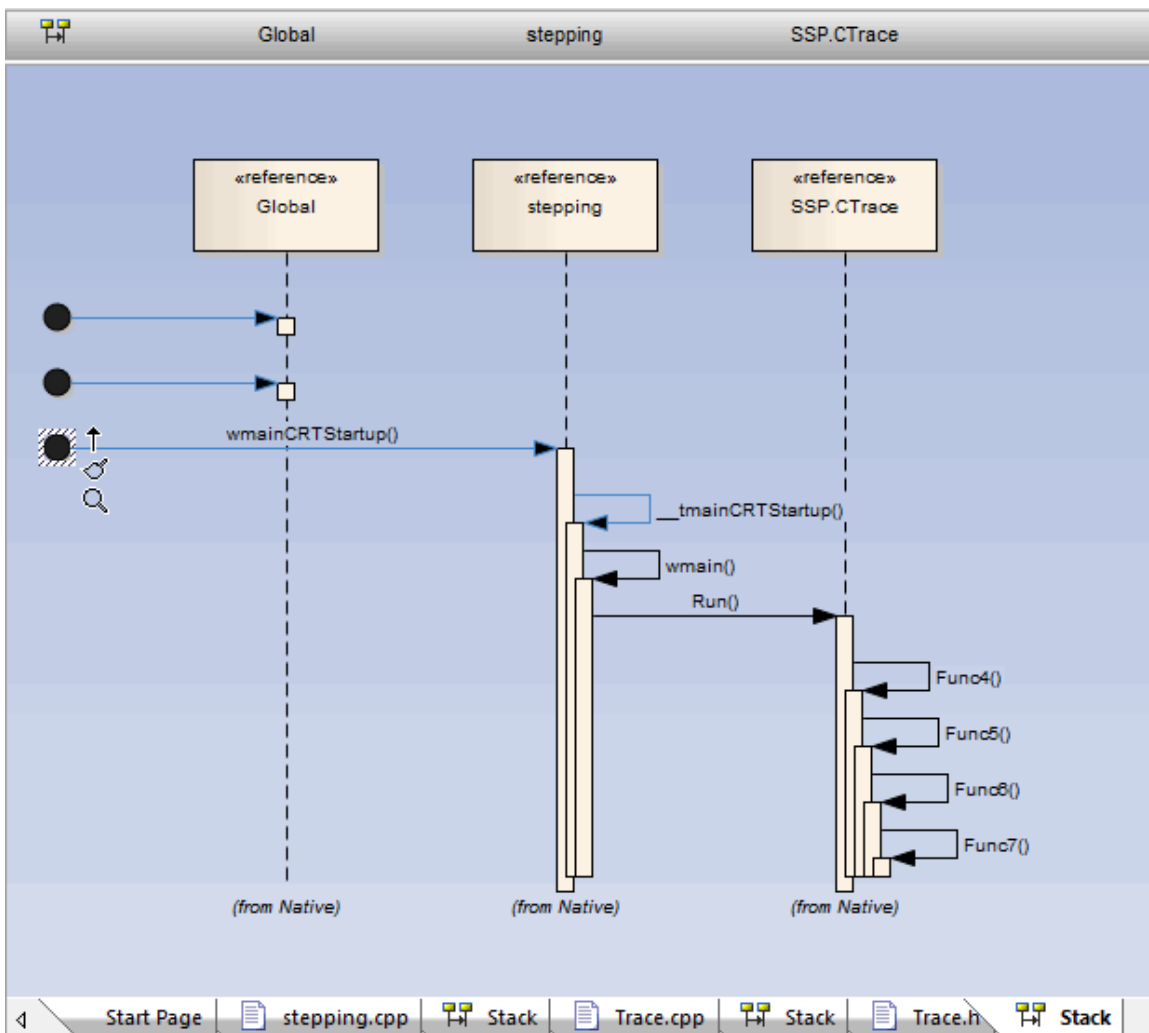 Global stepping SSP.CTrace
«reference» «reference» «reference»
Global stepping SSP.CTrace
wmainCRTStartup()
__tmainCRTStartup()
wmain()
Run()
Func4()
Func5()
Func6()
Func7()
(from Native) (from Native) (from Native)
Start Page stepping.cpp Stack Trace.cpp Stack Trace.h Stack